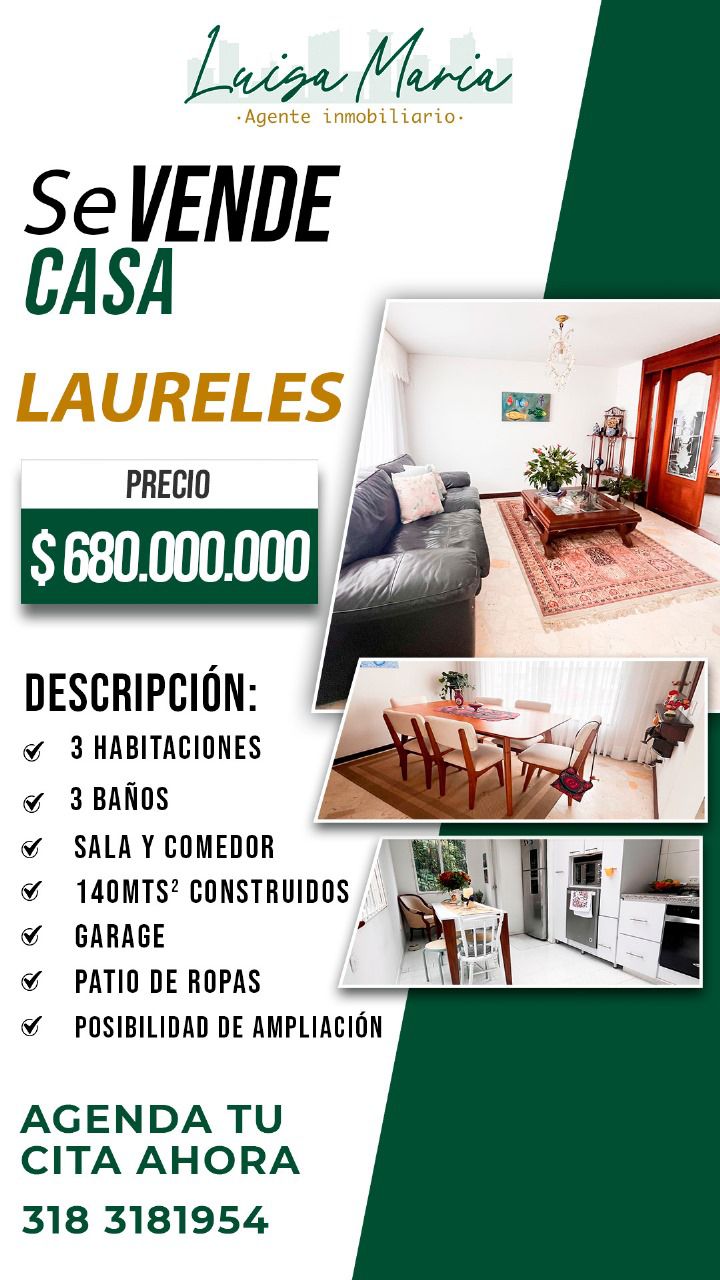 Luisa Maria
·Agente inmobiliario·
Se VENDE
CASA
LAURELES
PRECIO
$ 680.000.000
DESCRIPCIÓN:
3 HABITACIONES
3 BAÑOS
SALA Y COMEDOR
140MTS² CONSTRUIDOS
GARAGE
PATIO DE ROPAS
POSIBILIDAD DE AMPLIACIÓN
AGENDA TU
CITA AHORA
318 3181954